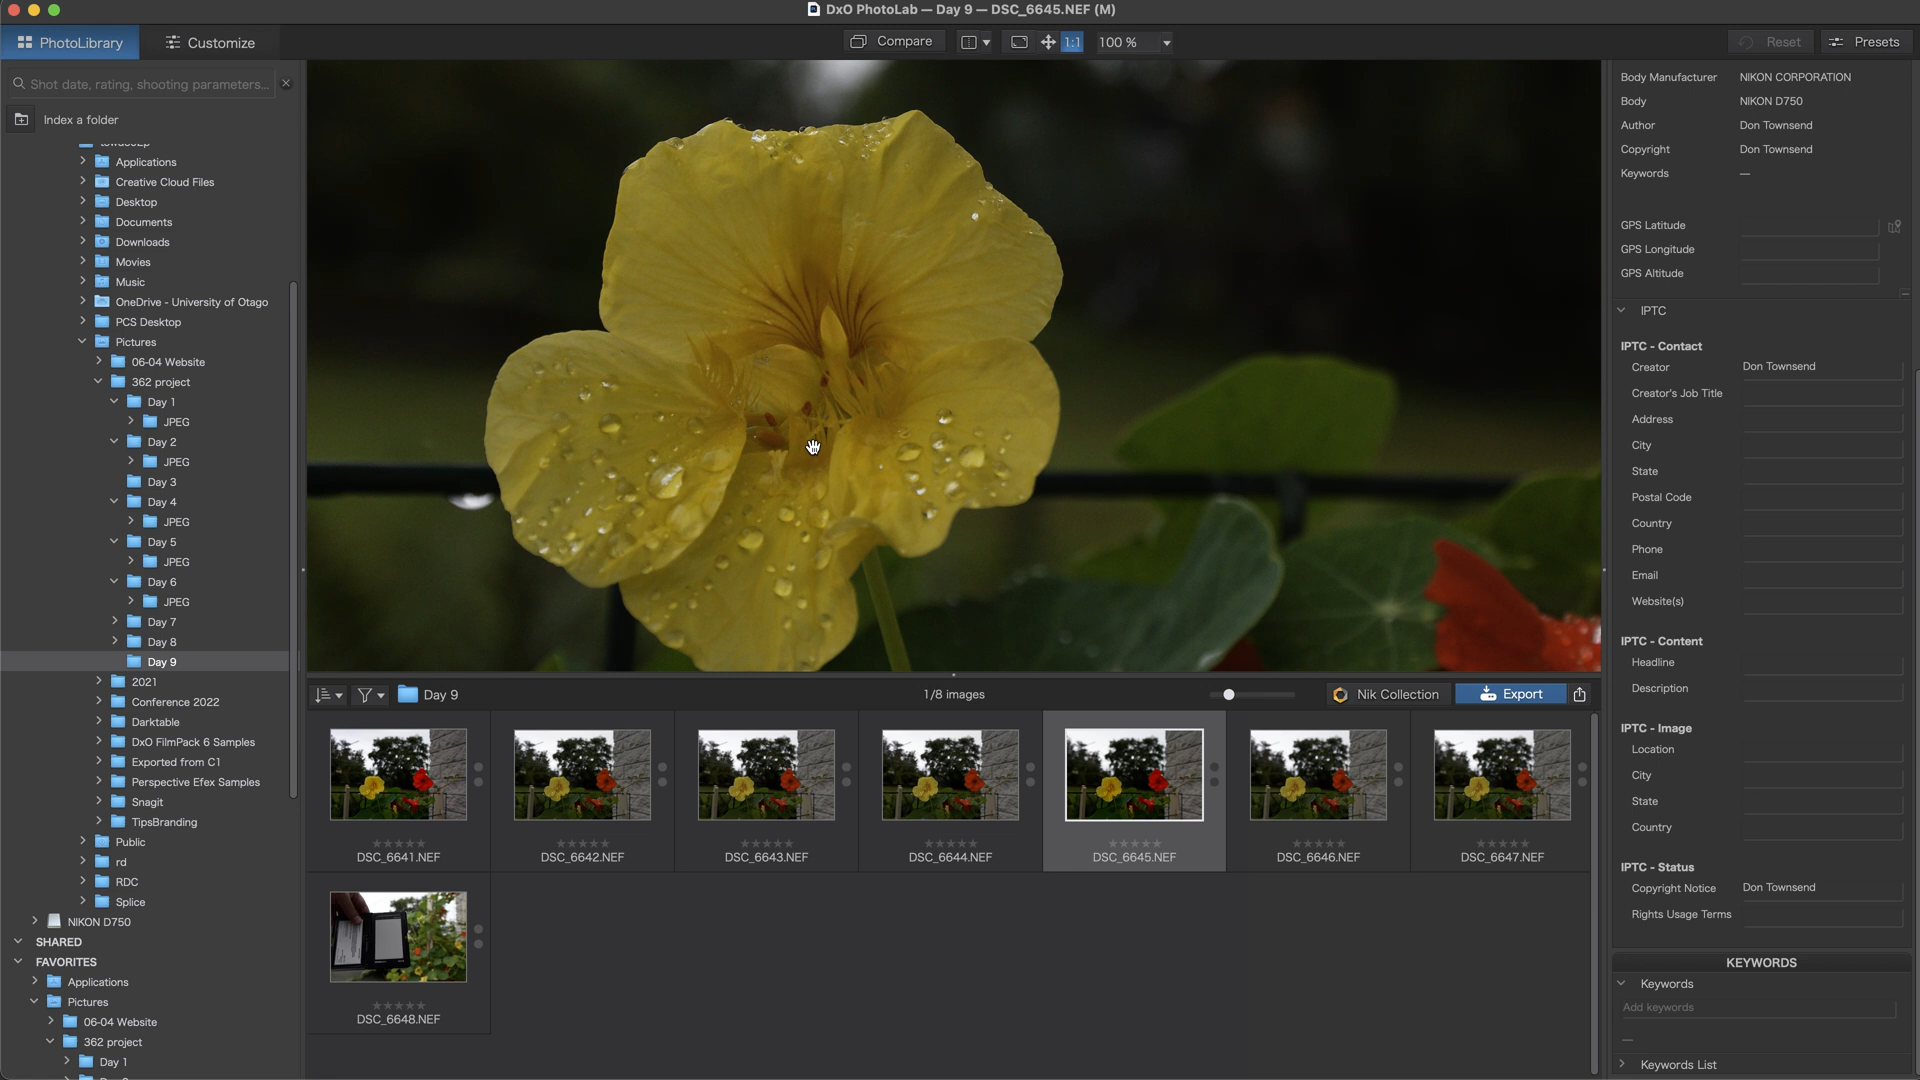 DxO PhotoLab — Day 9 — DSC_6645.NEF (M)
PhotoLibrary
Customize
Compare
1:1
100 %
Reset
Presets
Shot date, rating, shooting parameters...
Index a folder
Applications
Creative Cloud Files
Desktop
Documents
Downloads
Movies
Music
OneDrive - University of Otago
PCS Desktop
Pictures
06-04 Website
362 project
Day 1
JPEG
Day 2
JPEG
Day 3
Day 4
JPEG
Day 5
JPEG
Day 6
JPEG
Day 7
Day 8
Day 9
2021
Conference 2022
Darktable
DxO FilmPack 6 Samples
Exported from C1
Perspective Efex Samples
Snagit
TipsBranding
Public
rd
RDC
Splice
NIKON D750
SHARED
FAVORITES
Applications
Pictures
06-04 Website
362 project
Day 1
Day 9
1/8 images
Nik Collection
Export
DSC_6641.NEF
DSC_6642.NEF
DSC_6643.NEF
DSC_6644.NEF
DSC_6645.NEF
DSC_6646.NEF
DSC_6647.NEF
DSC_6648.NEF
Body Manufacturer NIKON CORPORATION
Body NIKON D750
Author Don Townsend
Copyright Don Townsend
Keywords —
GPS Latitude
GPS Longitude
GPS Altitude
IPTC
IPTC - Contact
Creator Don Townsend
Creator's Job Title
Address
City
State
Postal Code
Country
Phone
Email
Website(s)
IPTC - Content
Headline
Description
IPTC - Image
Location
City
State
Country
IPTC - Status
Copyright Notice Don Townsend
Rights Usage Terms
KEYWORDS
Keywords
Add keywords
—
Keywords List